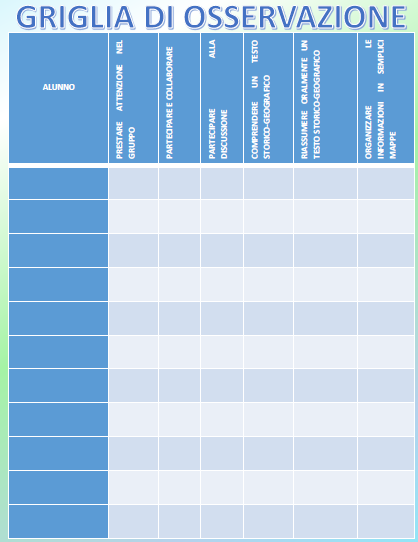 GRIGLIA DI OSSERVAZIONE
ALUNNO
PRESTARE ATTENZIONE NEL
GRUPPO
PARTECIPARE E COLLABORARE
PARTECIPARE ALLA
DISCUSSIONE
COMPRENDERE UN TESTO
STORICO-GEOGRAFICO
RIASSUMERE ORALMENTE UN
TESTO STORICO-GEOGRAFICO
ORGANIZZARE LE
INFORMAZIONI IN SEMPLICI
MAPPE